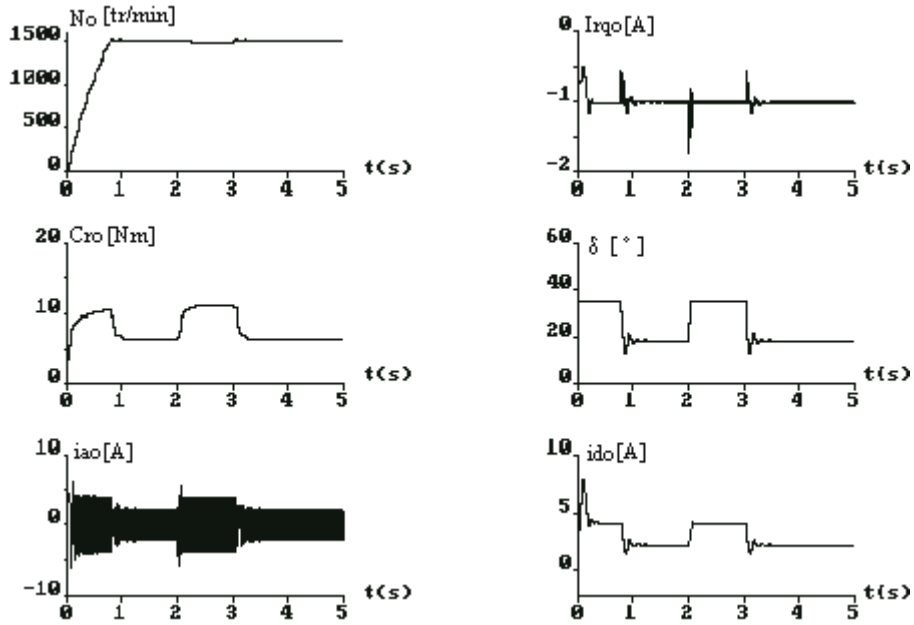 No [tr/min]
1500
1000
500
0
0 1 2 3 4 5
t(s)
Irqo[A]
0
-1
-2
0 1 2 3 4 5
t(s)
Cro [Nm]
20
10
0
0 1 2 3 4 5
t(s)
δ [°]
60
40
20
0
0 1 2 3 4 5
t(s)
iao[A]
10
0
-10
0 1 2 3 4 5
t(s)
ido[A]
10
5
0
0 1 2 3 4 5
t(s)